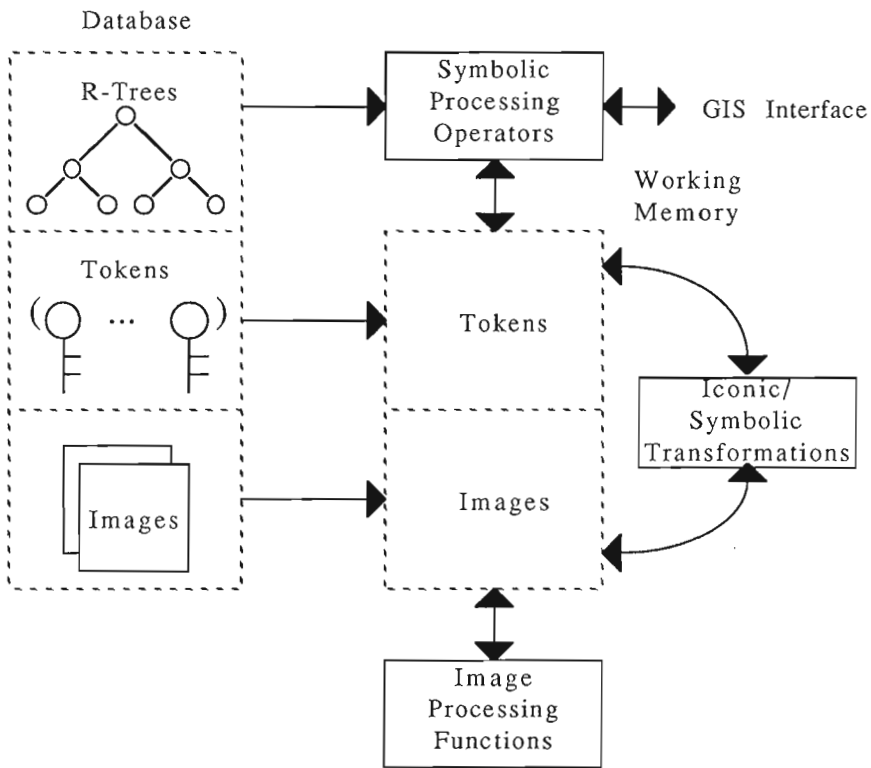 Database
R-Trees
Tokens
( ... )
Images
Symbolic
Processing
Operators
GIS Interface
Working
Memory
Tokens
Images
Iconic/
Symbolic
Transformations
Image
Processing
Functions